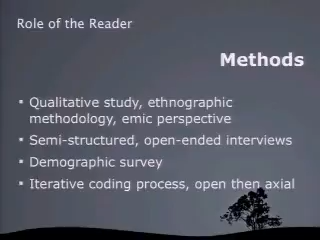 Role of the Reader
Methods
▪ Qualitative study, ethnographic
methodology, emic perspective
▪ Semi-structured, open-ended interviews
▪ Demographic survey
▪ Iterative coding process, open then axial